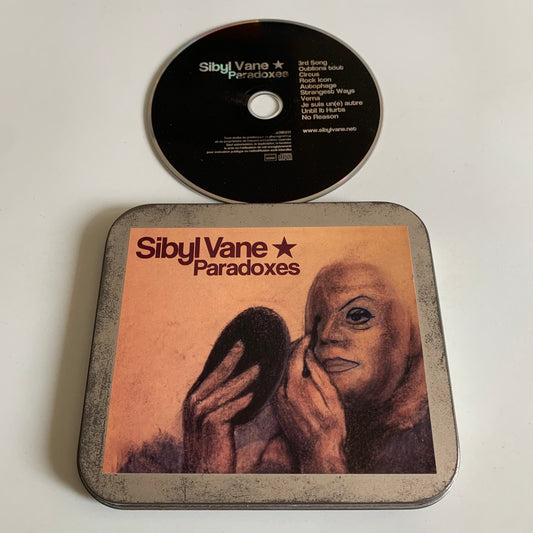 Sibyl Vane ★
Paradoxes
3rd Song
Oublions tout
Circus
Rock Icon
Autophage
Strangest Ways
Verna
Je suis un(e) autre
Until It Hurts
No Reason
www.sibylvane.net
Sibyl Vane ★
Paradoxes